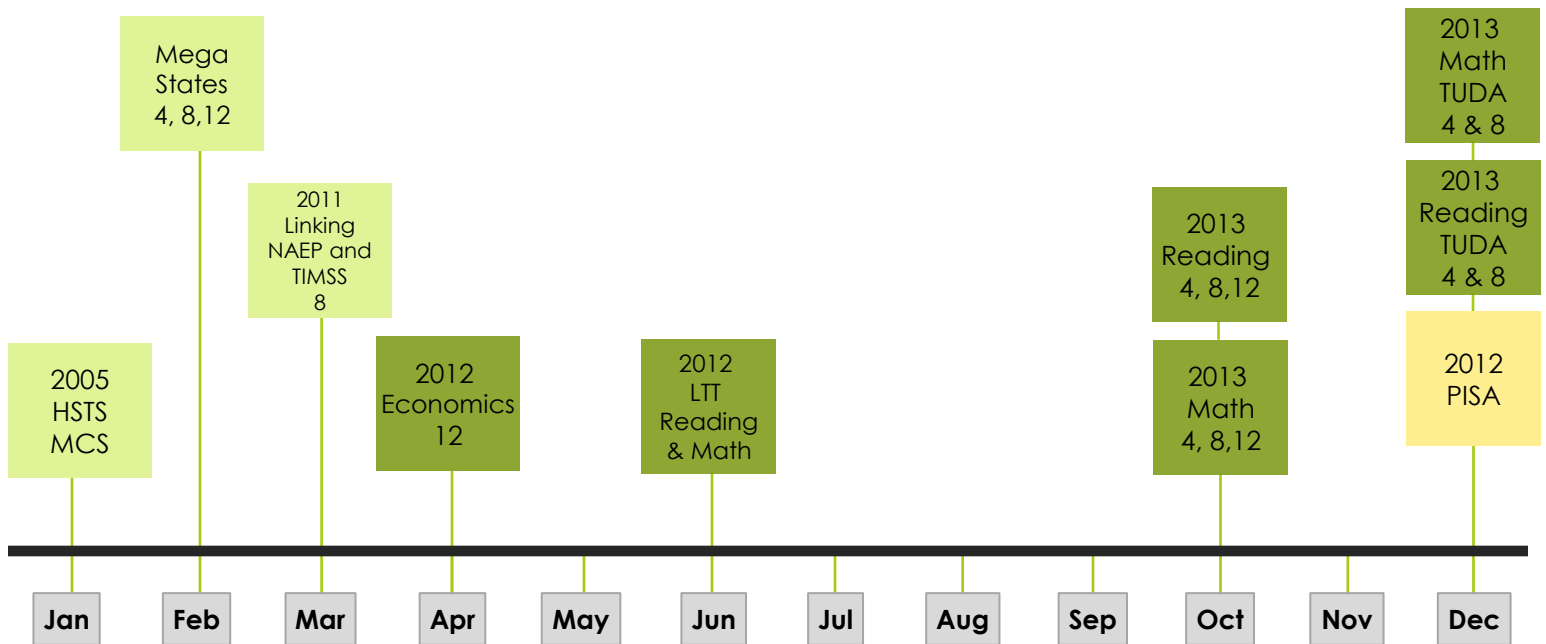 Mega
States
4, 8,12
2013
Math
TUDA
4 & 8
2011
Linking
NAEP and
TIMSS
8
2013
Reading
4, 8,12
2013
Reading
TUDA
4 & 8
2005
HSTS
MCS
2012
Economics
12
2012
LTT
Reading
& Math
2013
Math
4, 8,12
2012
PISA
Jan
Feb
Mar
Apr
May
Jun
Jul
Aug
Sep
Oct
Nov
Dec